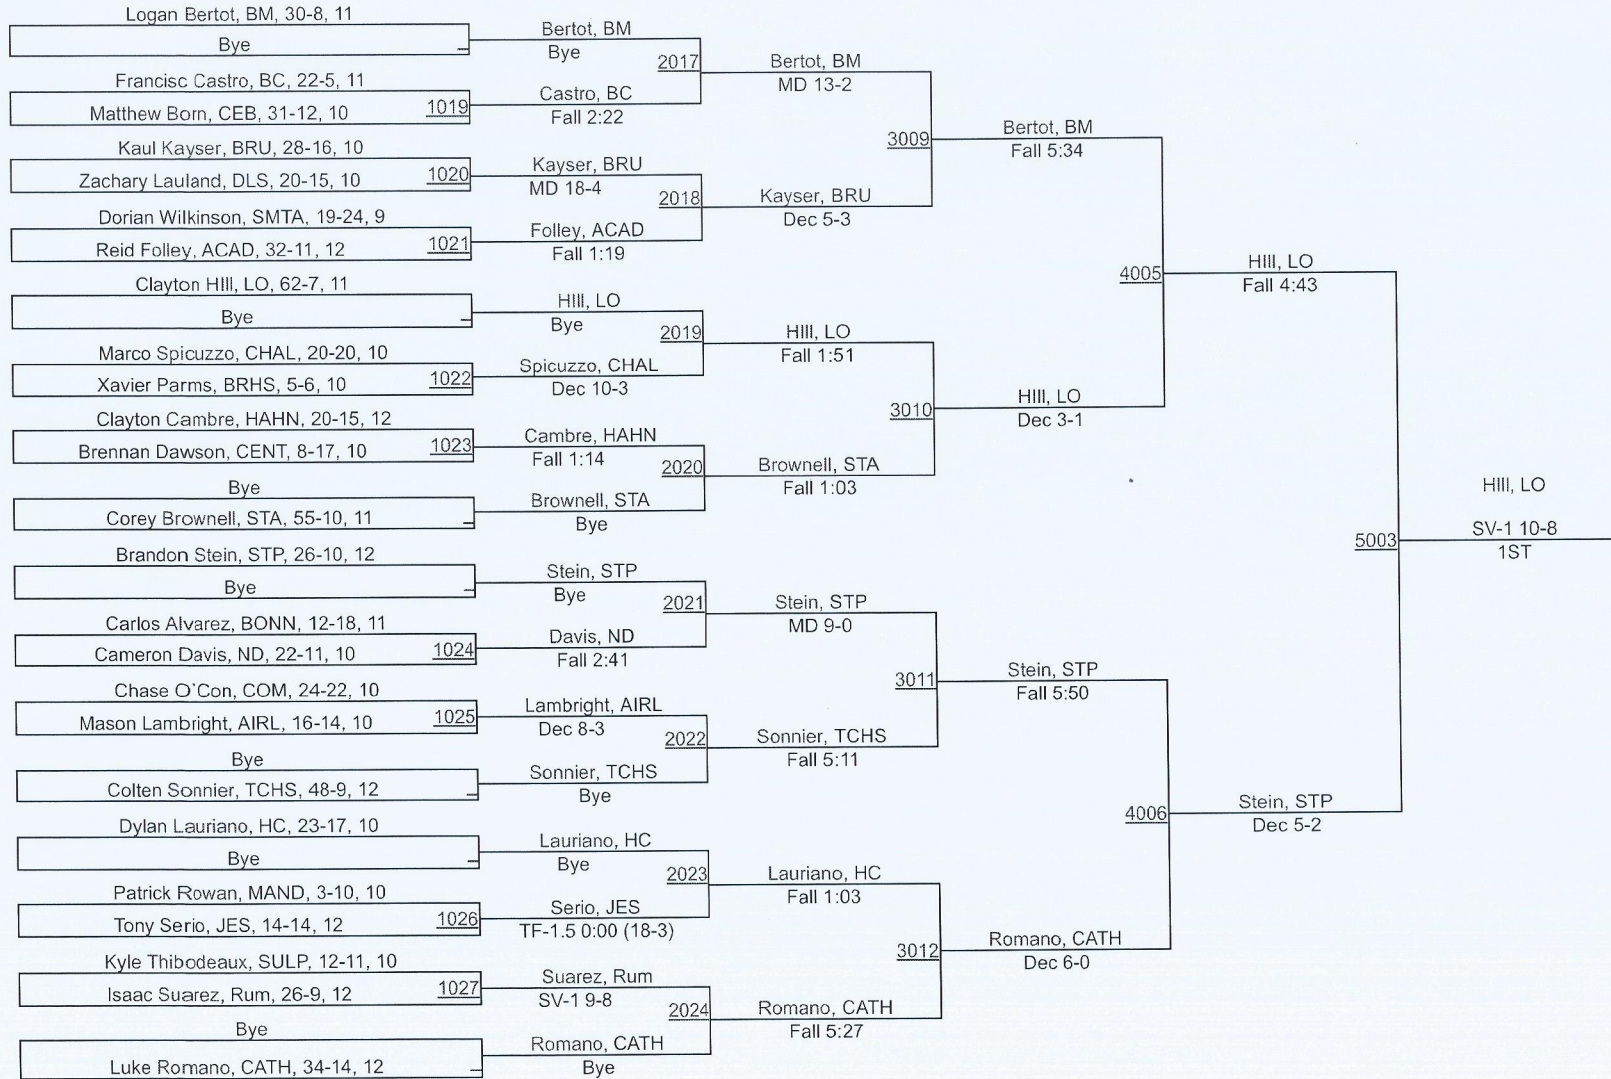 Logan Bertot, BM, 30-8, 11
Bye
Francisc Castro, BC, 22-5, 11
Matthew Born, CEB, 31-12, 10
1019
Kaul Kayser, BRU, 28-16, 10
Zachary Lauland, DLS, 20-15, 10
1020
Dorian Wilkinson, SMTA, 19-24, 9
Reid Folley, ACAD, 32-11, 12
1021
Clayton HIll, LO, 62-7, 11
Bye
Marco Spicuzzo, CHAL, 20-20, 10
Xavier Parms, BRHS, 5-6, 10
1022
Clayton Cambre, HAHN, 20-15, 12
Brennan Dawson, CENT, 8-17, 10
1023
Bye
Corey Brownell, STA, 55-10, 11
Brandon Stein, STP, 26-10, 12
Bye
Carlos Alvarez, BONN, 12-18, 11
Cameron Davis, ND, 22-11, 10
1024
Chase O`Con, COM, 24-22, 10
Mason Lambright, AIRL, 16-14, 10
1025
Bye
Colten Sonnier, TCHS, 48-9, 12
Dylan Lauriano, HC, 23-17, 10
Bye
Patrick Rowan, MAND, 3-10, 10
Tony Serio, JES, 14-14, 12
1026
Kyle Thibodeaux, SULP, 12-11, 10
Isaac Suarez, Rum, 26-9, 12
1027
Bye
Luke Romano, CATH, 34-14, 12
Bertot, BM
Bye
2017
Castro, BC
Fall 2:22
Kayser, BRU
MD 18-4
2018
Folley, ACAD
Fall 1:19
HIll, LO
Bye
2019
Spicuzzo, CHAL
Dec 10-3
Cambre, HAHN
Fall 1:14
2020
Brownell, STA
Bye
Stein, STP
Bye
2021
Davis, ND
Fall 2:41
Lambright, AIRL
Dec 8-3
2022
Sonnier, TCHS
Bye
Lauriano, HC
Bye
2023
Serio, JES
TF-1.5 0:00 (18-3)
Suarez, Rum
SV-1 9-8
2024
Romano, CATH
Bye
Bertot, BM
MD 13-2
3009
Kayser, BRU
Dec 5-3
HIll, LO
Fall 1:51
3010
Brownell, STA
Fall 1:03
Stein, STP
MD 9-0
3011
Sonnier, TCHS
Fall 5:11
Lauriano, HC
Fall 1:03
3012
Romano, CATH
Fall 5:27
Bertot, BM
Fall 5:34
4005
HIll, LO
Dec 3-1
Stein, STP
Fall 5:50
4006
Romano, CATH
Dec 6-0
HIll, LO
Fall 4:43
5003
Stein, STP
Dec 5-2
HIll, LO
SV-1 10-8
1ST